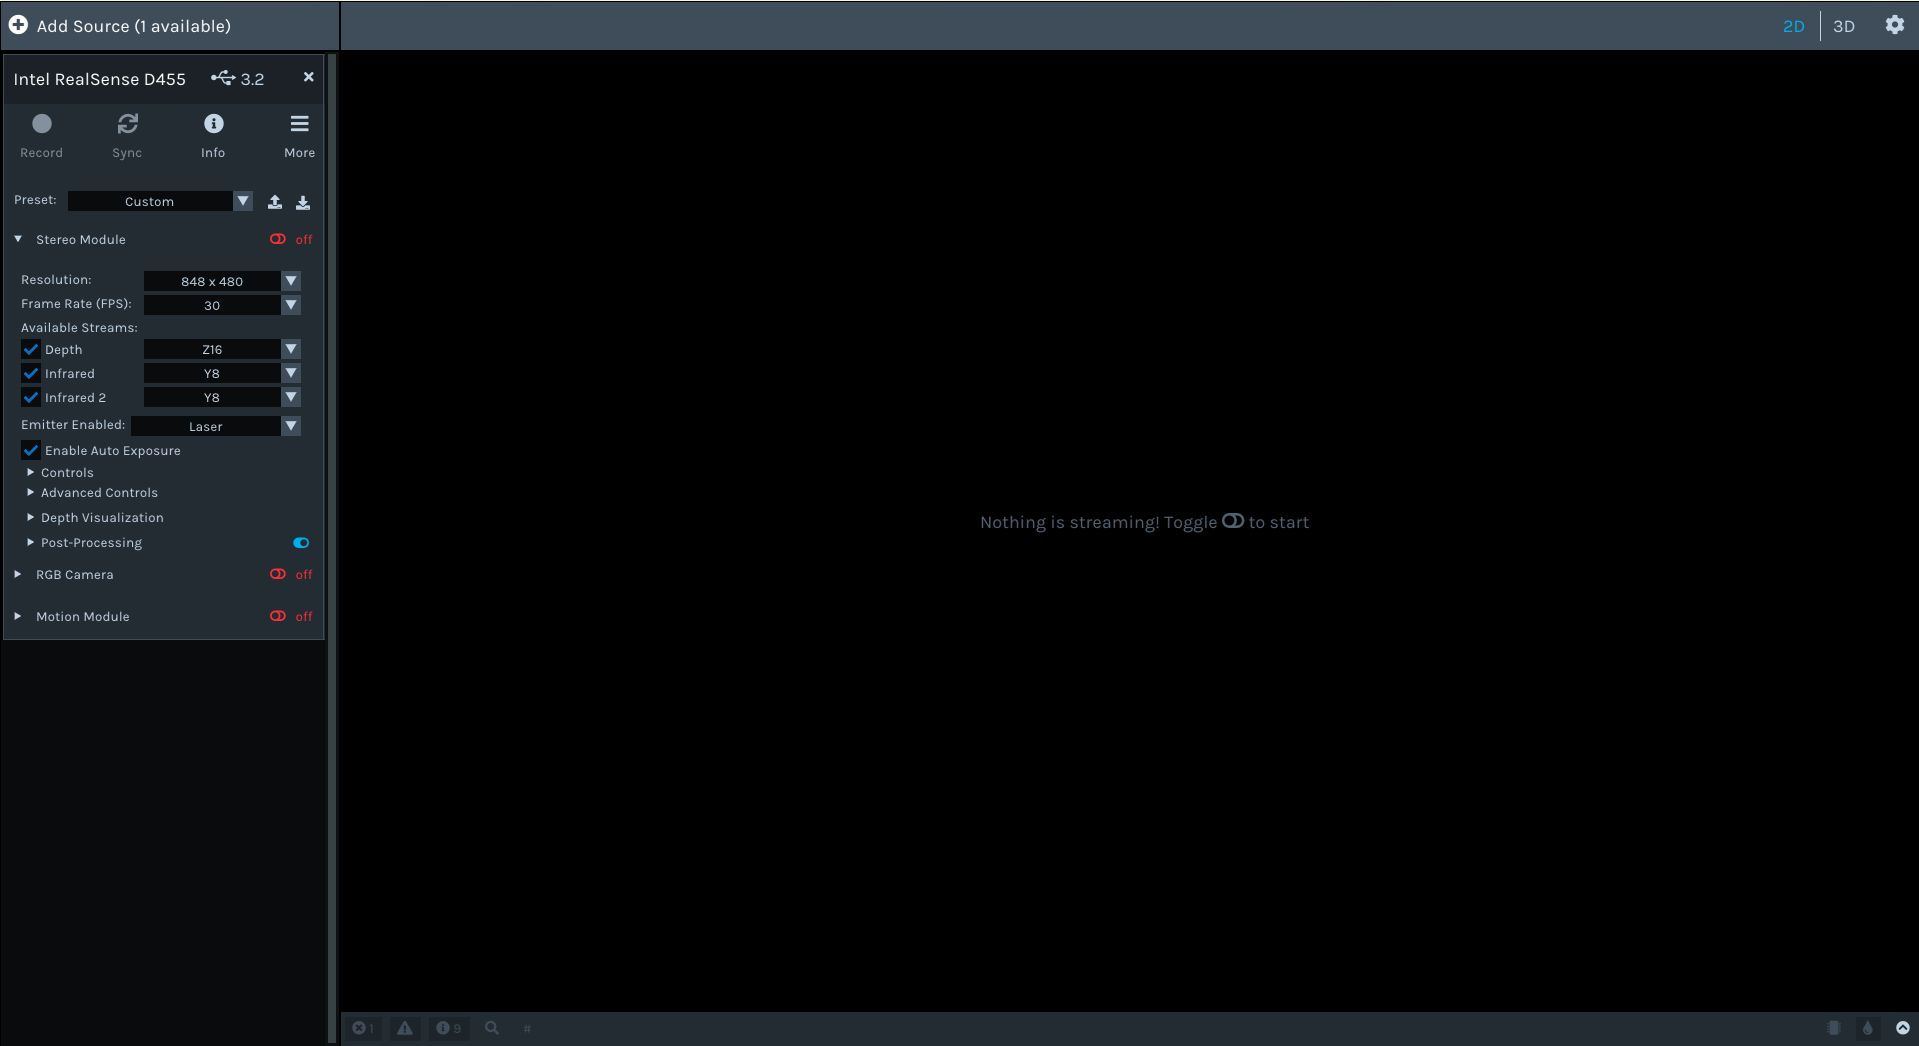 Add Source (1 available)
2D
3D
Intel RealSense D455
3.2
Record
Sync
Info
More
Preset:
Custom
Stereo Module
off
Resolution:
848 x 480
Frame Rate (FPS):
30
Available Streams:
Depth
Z16
Infrared
Y8
Infrared 2
Y8
Emitter Enabled:
Laser
Enable Auto Exposure
Controls
Advanced Controls
Depth Visualization
Post-Processing
RGB Camera
off
Motion Module
off
Nothing is streaming! Toggle to start
1
9
#